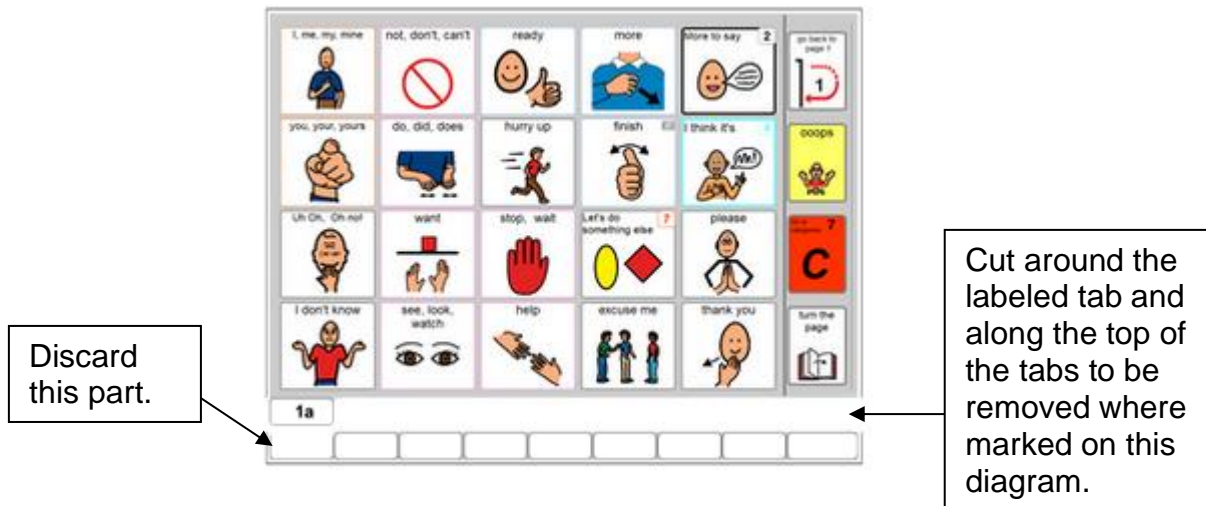 I, me, my, mine
not, don't, can't
ready
more
More to say
2
go back to
page 1
1
you, your, yours
do, did, does
hurry up
finish
I think it's
ooops
Uh Oh, Oh no!
want
stop, wait
Let's do
something else
7
please
7
C
I don't know
see, look,
watch
help
excuse me
thank you
turn the
page
1a
Discard
this part.
Cut around the
labeled tab and
along the top of
the tabs to be
removed where
marked on this
diagram.